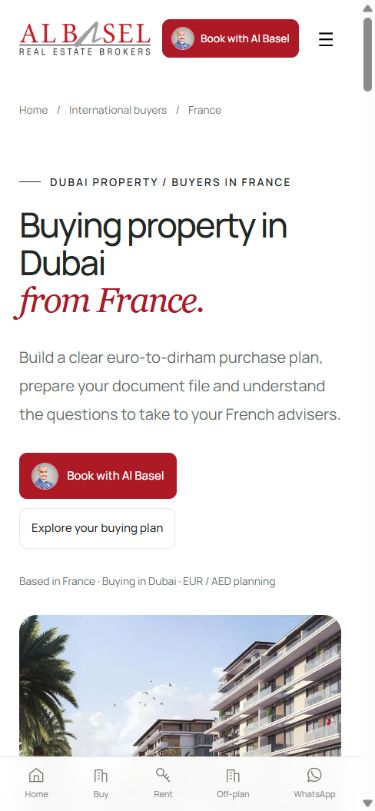 ALBASEL
REAL ESTATE BROKERS
Book with Al Basel
Home / International buyers / France
DUBAI PROPERTY / BUYERS IN FRANCE
Buying property in
Dubai
from France.
Build a clear euro-to-dirham purchase plan,
prepare your document file and understand
the questions to take to your French advisers.
Book with Al Basel
Explore your buying plan
Based in France · Buying in Dubai · EUR / AED planning
Home
Buy
Rent
Off-plan
WhatsApp